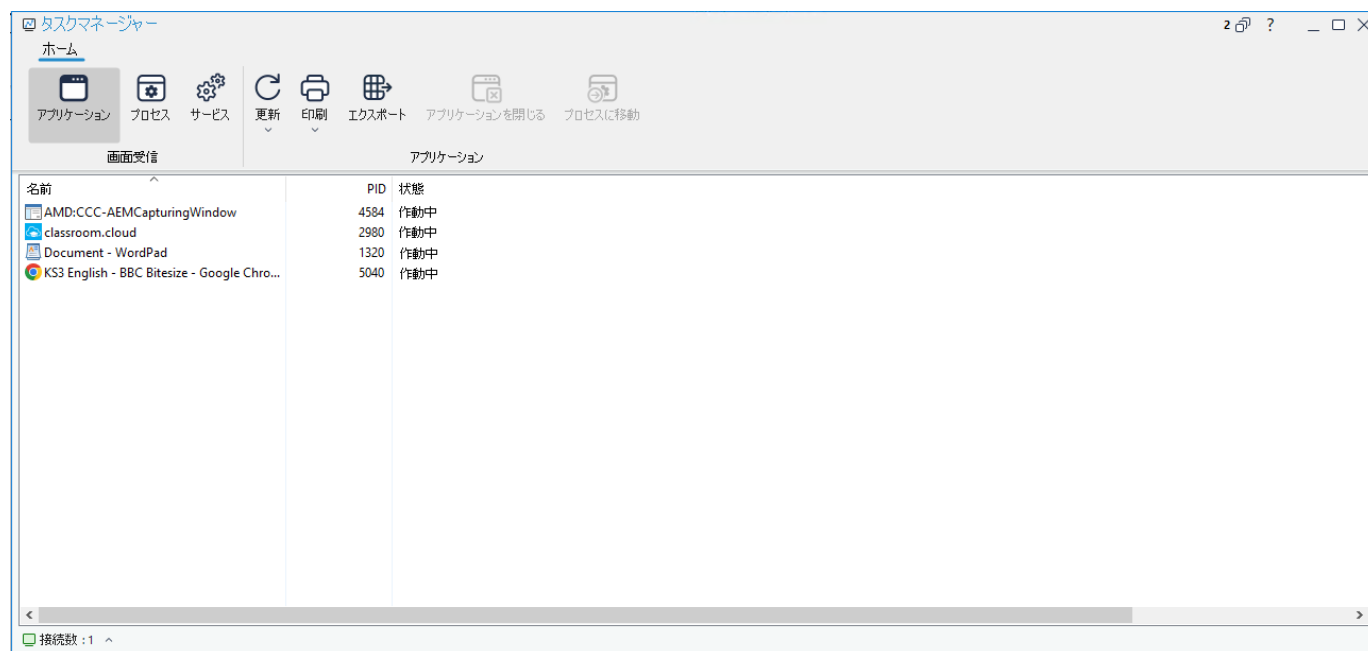 タスクマネージャー
2 ?
ホーム
アプリケーション プロセス サービス 更新 印刷 エクスポート アプリケーションを閉じる プロセスに移動
画面受信 アプリケーション
名前 PID 状態
AMD:CCC-AEMCapturingWindow 4584 作動中
classroom.cloud 2980 作動中
Document - WordPad 1320 作動中
KS3 English - BBC Bitesize - Google Chro... 5040 作動中
接続数 : 1